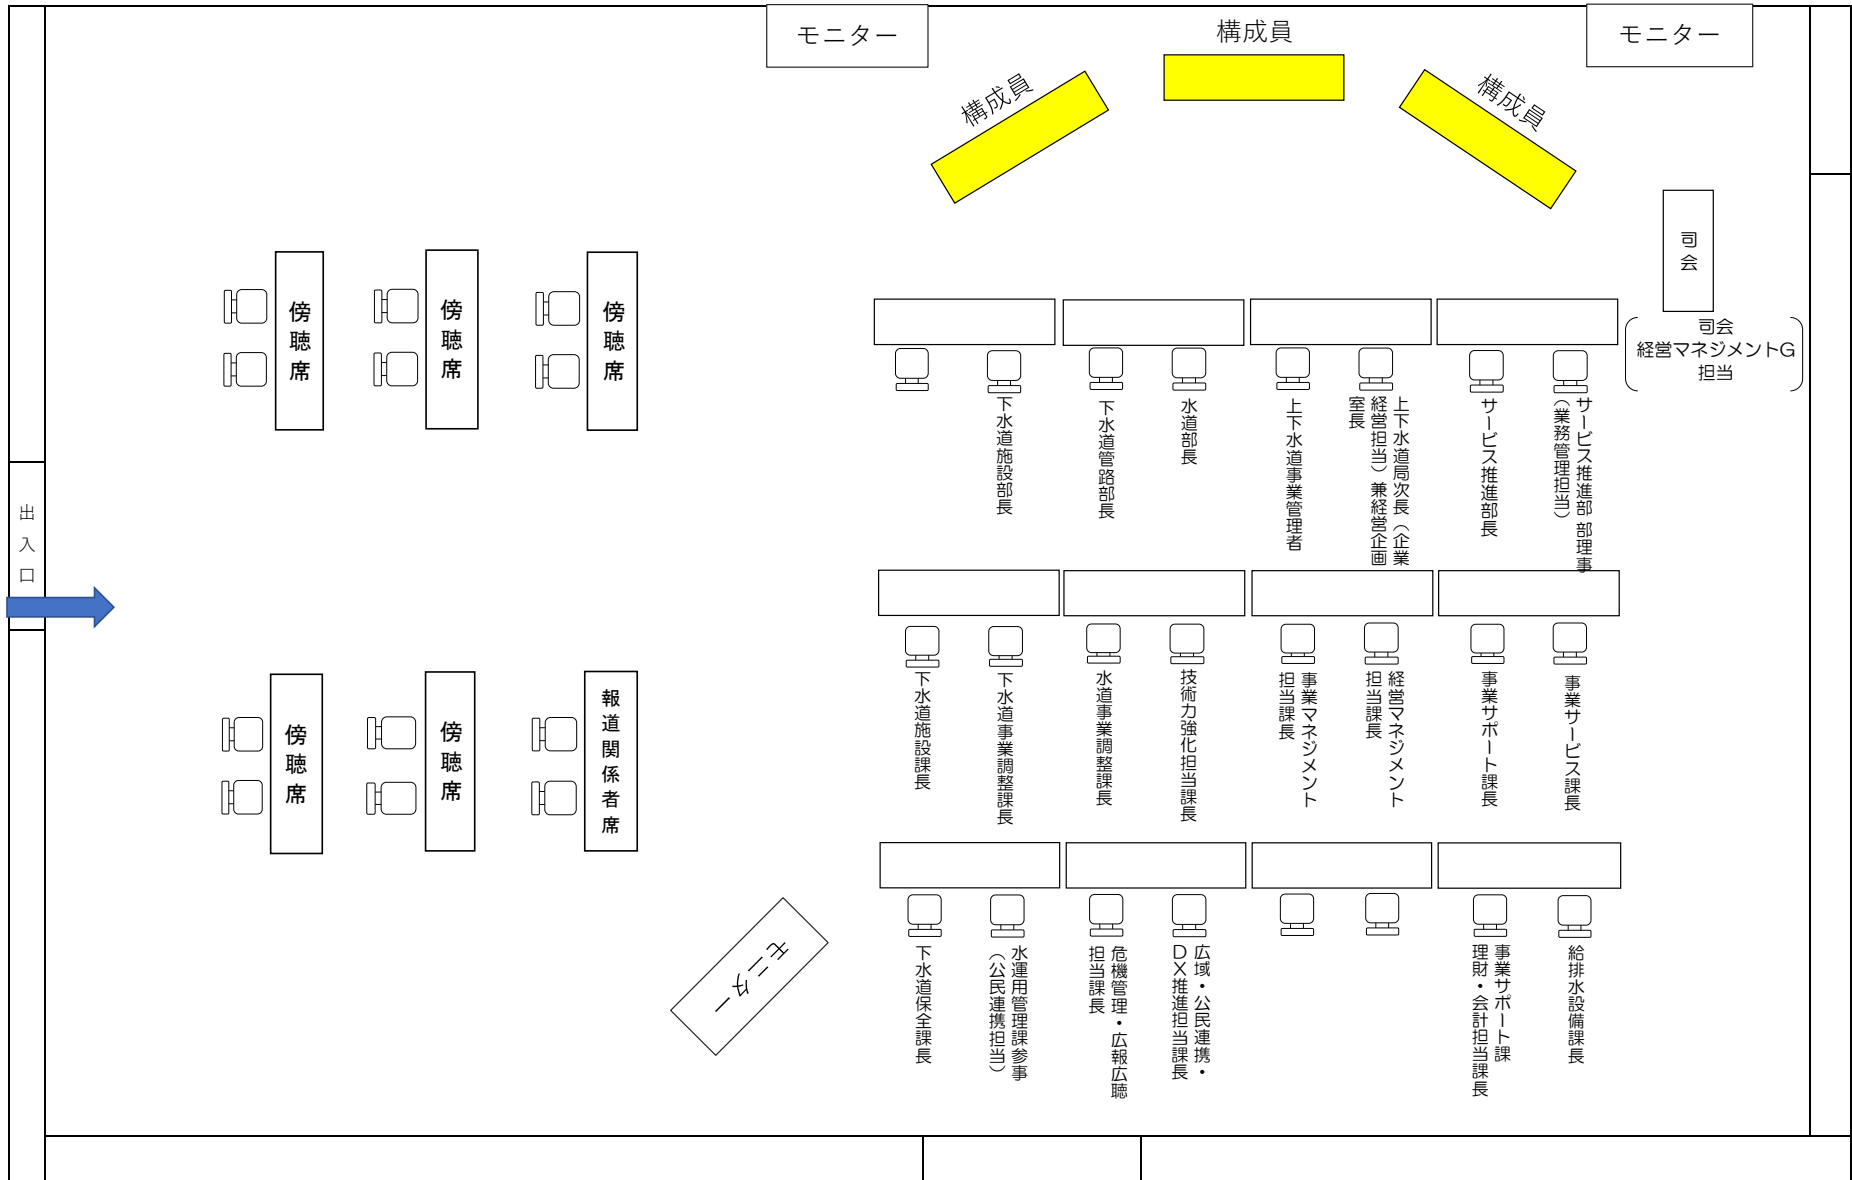 モニター
構成員
モニター
構成員
構成員
司会
司会
経営マネジメントG
担当
傍聴席
傍聴席
傍聴席
下水道施設部長
下水道管路部長
水道部長
上下水道事業管理者
上下水道局次長（企業
経営担当）兼経営企画
室長
サービス推進部長
サービス推進部 部理事
（業務管理担当）
出入口
下水道施設課長
下水道事業調整課長
水道事業調整課長
技術力強化担当課長
事業マネジメント
担当課長
経営マネジメント
担当課長
事業サポート課長
事業サービス課長
傍聴席
傍聴席
報道関係者席
モニター
下水道保全課長
水運用管理課参事
（公民連携担当）
危機管理・広報広聴
担当課長
広域・公民連携・
DX推進担当課長
事業サポート課
理財・会計担当課長
給排水設備課長